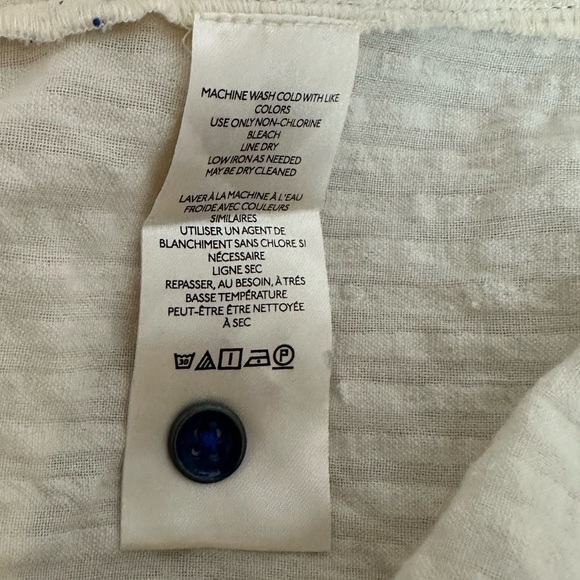 MACHINE WASH COLD WITH LIKE
COLORS
USE ONLY NON-CHLORINE
BLEACH
LINE DRY
LOW IRON AS NEEDED
MAY BE DRY CLEANED
LAVER À LA MACHINE À L'EAU
FROIDE AVEC COULEURS
SIMILAIRES
UTILISER UN AGENT DE
BLANCHIMENT SANS CHLORE SI
NÉCESSAIRE
LIGNE SEC
REPASSER, AU BESOIN, À TRÉS
BASSE TEMPÉRATURE
PEUT-ÊTRE ÊTRE NETTOYÉE
À SEC
30 P